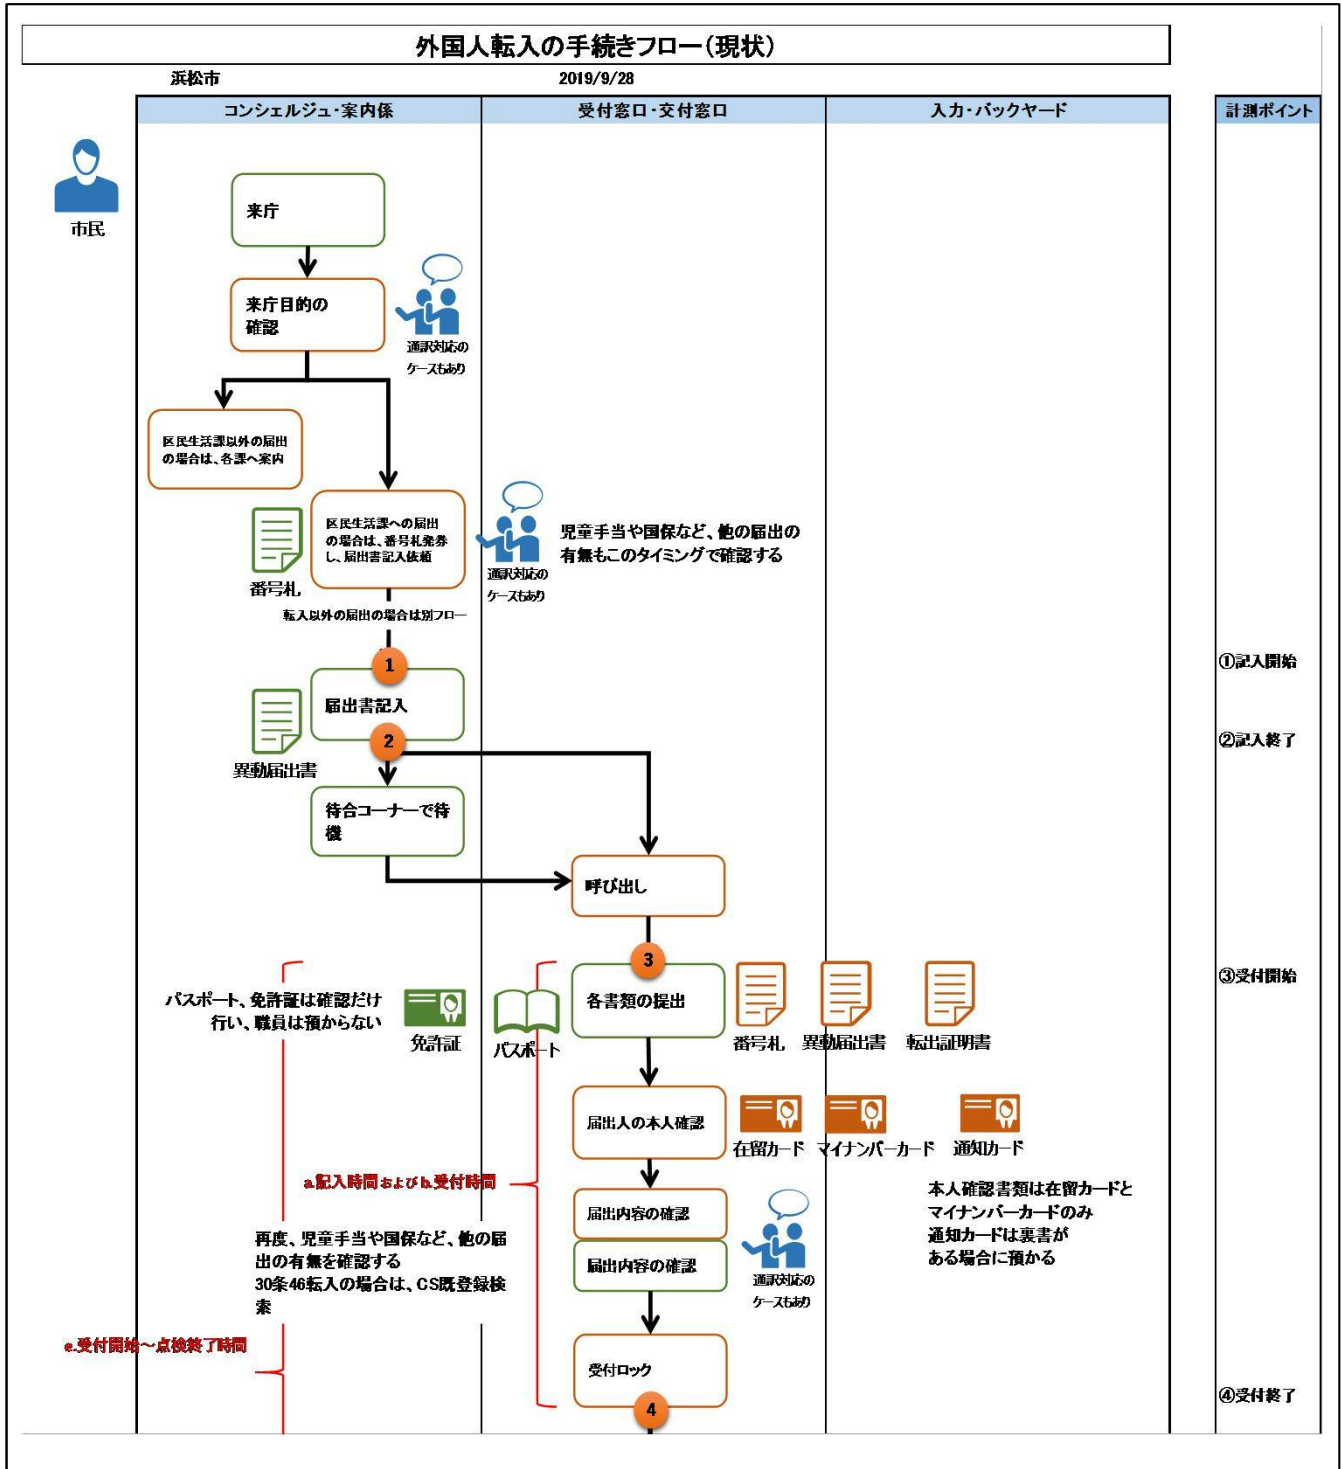 外国人転入の手続きフロー(現状)
浜松市
2019/9/28
コンシェルジュ・案内係
受付窓口・交付窓口
入力・バックヤード
計測ポイント
市民
来庁
来庁目的の
確認
通訳対応の
ケースもあり
区民生活課以外の届出
の場合は、各課へ案内
区民生活課への届出
の場合は、番号札発券
し、届出書記入依頼
番号札
通訳対応の
ケースもあり
児童手当や国保など、他の届出の
有無もこのタイミングで確認する
転入以外の届出の場合は別フロー
1
①記入開始
届出書記入
異動届出書
2
②記入終了
待合コーナーで待
機
呼び出し
3
③受付開始
パスポート、免許証は確認だけ
行い、職員は預からない
免許証
パスポート
各書類の提出
番号札
異動届出書
転出証明書
届出人の本人確認
在留カード
マイナンバーカード
通知カード
本人確認書類は在留カードと
マイナンバーカードのみ
通知カードは裏書が
ある場合に預かる
a.記入時間およびb.受付時間
届出内容の確認
届出内容の確認
通訳対応の
ケースもあり
再度、児童手当や国保など、他の届
出の有無を確認する
30条46転入の場合は、CS既登録検
索
e.受付開始～点検終了時間
受付ロック
4
④受付終了